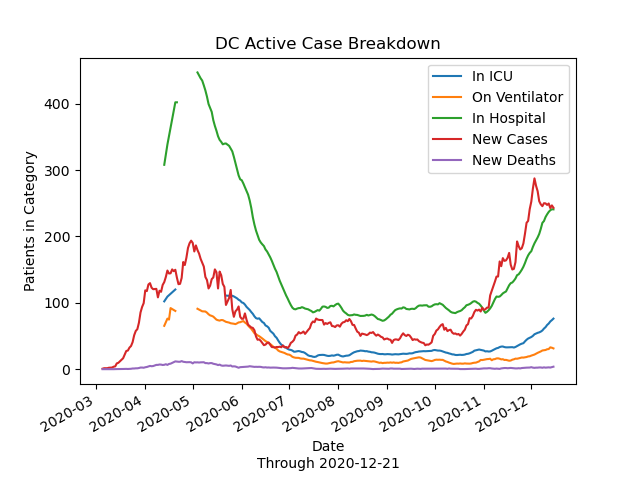 DC Active Case Breakdown
In ICU
On Ventilator
In Hospital
New Cases
New Deaths
Patients in Category
400
300
200
100
0
2020-03
2020-04
2020-05
2020-06
2020-07
2020-08
2020-09
2020-10
2020-11
2020-12
Date
Through 2020-12-21